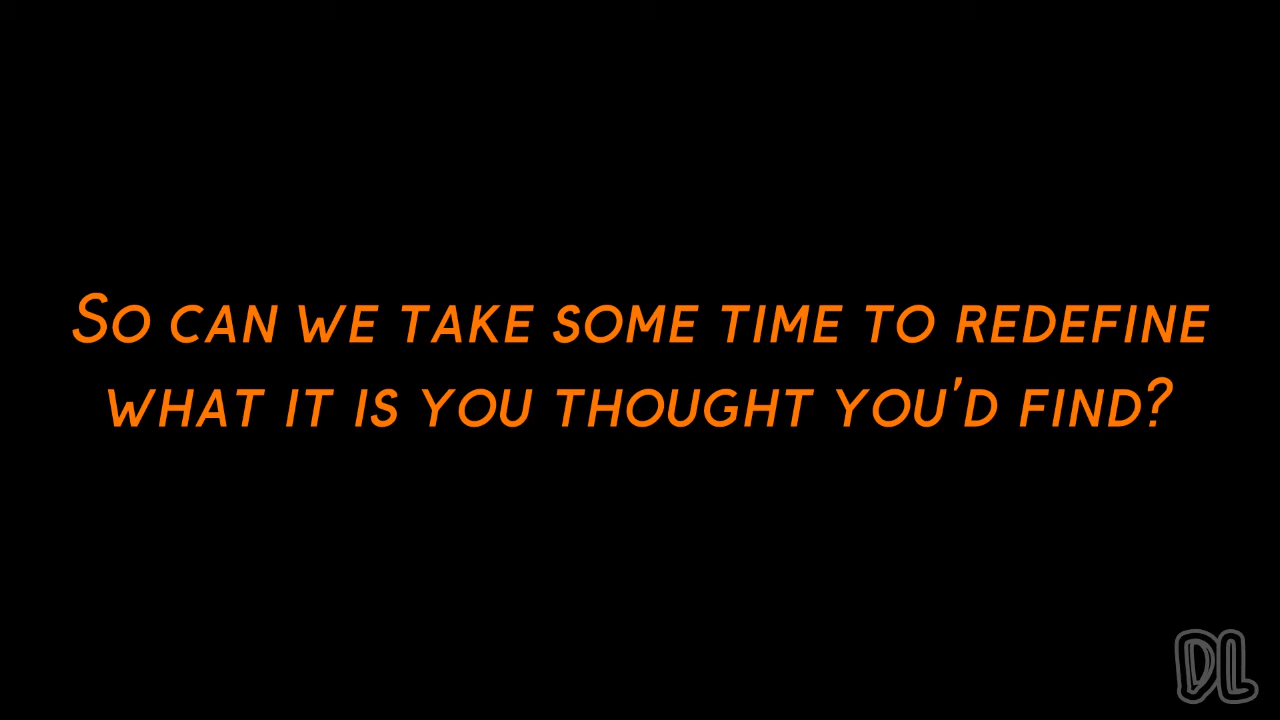 So can we take some time to redefine
what it is you thought you'd find?
DL